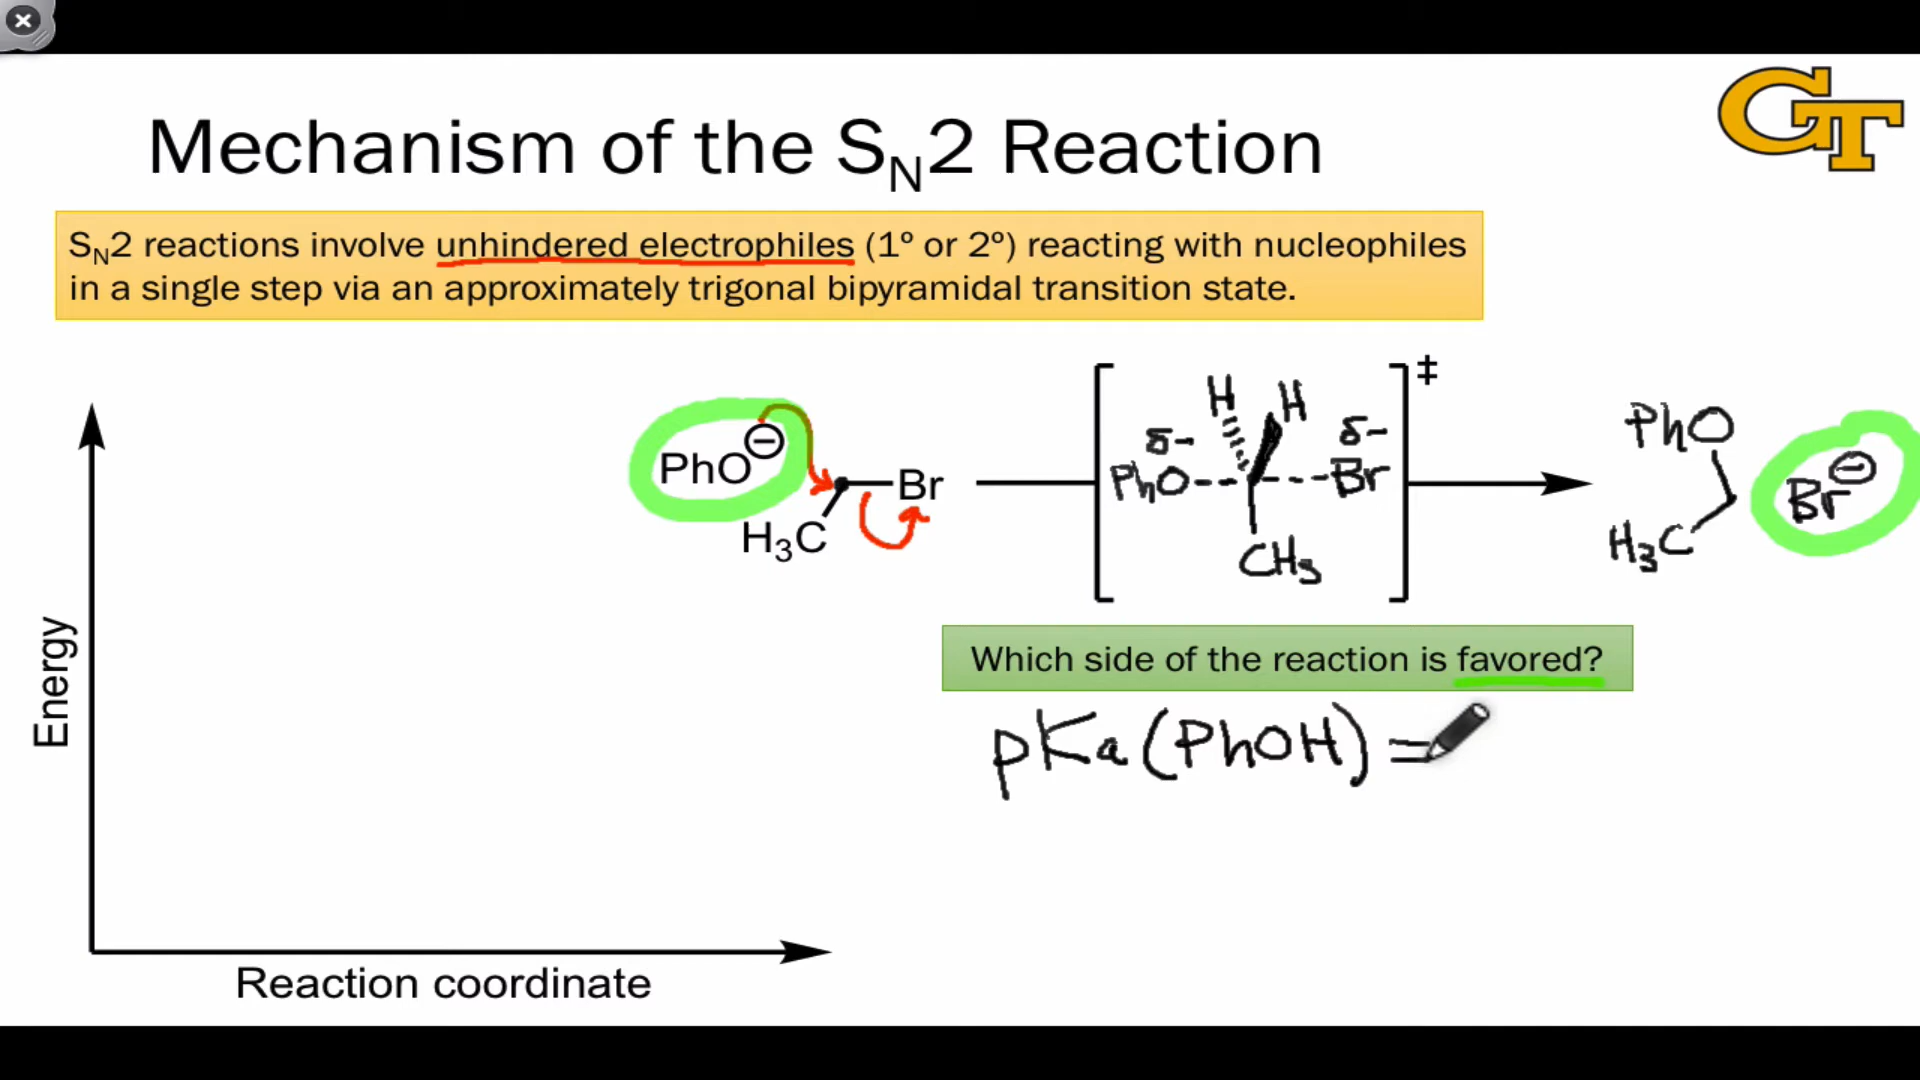 GT
Mechanism of the SN2 Reaction
SN2 reactions involve unhindered electrophiles (1º or 2º) reacting with nucleophiles
in a single step via an approximately trigonal bipyramidal transition state.
PhO⊖
Br
H3C
H H
δ- δ-
PhO Br
CH3
‡
PhO
Br⊖
H3C
Which side of the reaction is favored?
pKa(PhOH)=
Energy
Reaction coordinate